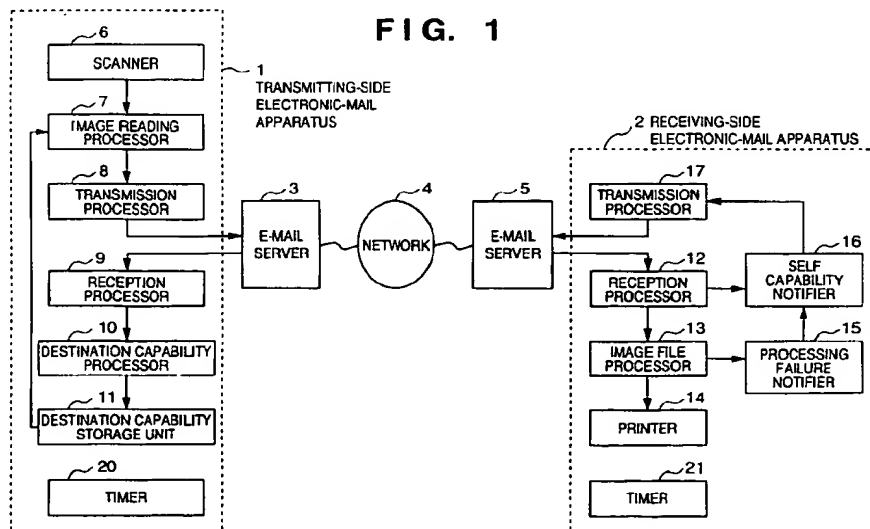 FIG. 1
6
SCANNER
1
TRANSMITTING-SIDE
ELECTRONIC-MAIL
APPARATUS
7
IMAGE READING
PROCESSOR
8
TRANSMISSION
PROCESSOR
9
RECEPTION
PROCESSOR
10
DESTINATION CAPABILITY
PROCESSOR
11
DESTINATION CAPABILITY
STORAGE UNIT
20
TIMER
3
E-MAIL
SERVER
4
NETWORK
5
E-MAIL
SERVER
2 RECEIVING-SIDE
ELECTRONIC-MAIL APPARATUS
17
TRANSMISSION
PROCESSOR
16
SELF
CAPABILITY
NOTIFIER
12
RECEPTION
PROCESSOR
13
IMAGE FILE
PROCESSOR
15
PROCESSING
FAILURE
NOTIFIER
14
PRINTER
21
TIMER